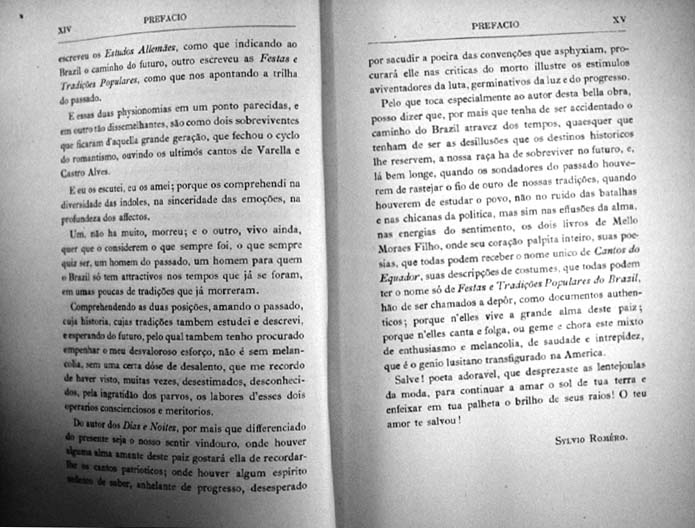 XIV
PREFACIO
escreveu os Estudos Allemães, como que indicando ao
Brazil o caminho do futuro, outro escreveu as Festas e
Tradições Populares, como que nos apontando a trilha
do passado.
E essas duas physionomias em um ponto parecidas, e
em outro tão dissemelhantes, são como dois sobreviventes
que ficaram d'aquella grande geração, que fechou o cyclo
do romantismo, ouvindo os ultimos cantos de Varella e
Castro Alves.
E eu os escutei, eu os amei; porque os comprehendi na
diversidade das indoles, na sinceridade das emoções, na
profundeza dos affectos.
Um, não ha muito, morreu; e o outro, vivo ainda,
quer que o considerem o que sempre foi, o que sempre
quiz ser, um homem do passado, um homem para quem
o Brazil só tem attractivos nos tempos que já se foram,
em umas poucas de tradições que já morreram.
Comprehendendo as duas posições, amando o passado,
cuja historia, cujas tradições tambem estudei e descrevi,
e esperando do futuro, pelo qual tambem tenho procurado
empenhar o meu desvaloroso esforço, não é sem melan-
colia, sem uma certa dóse de desalento, que me recordo
de haver visto, muitas vezes, desestimados, desconheci-
dos, pela ingratidão dos parvos, os labores d'esses dois
operarios conscienciosos e meritorios.
Do autor dos Dias e Noites, por mais que differenciado
do presente seja o nosso sentir vindouro, onde houver
alguma alma amante deste paiz gostará ella de recordar-
lhe os cantos patrioticos; onde houver algum espirito
sedento de saber, anhelante de progresso, desesperado
PREFACIO
XV
por sacudir a poeira das convenções que asphyxiam, pro-
curará elle nas criticas do morto illustre os estimulos
aviventadores da luta, germinativos da luz e do progresso.
Pelo que toca especialmente ao autor desta bella obra,
posso dizer que, por mais que tenha de ser accidentado o
caminho do Brazil atravez dos tempos, quaesquer que
tenham de ser as desillusões que os destinos historicos
lhe reservem, a nossa raça ha de sobreviver no futuro, e,
lá bem longe, quando os sondadores do passado houve-
rem de rastejar o fio de ouro de nossas tradições, quando
houverem de estudar o povo, não no ruido das batalhas
e nas chicanas da politica, mas sim nas effusões da alma,
nas energias do sentimento, os dois livros de Mello
Moraes Filho, onde seu coração palpita inteiro, suas poe-
sias, que todas podem receber o nome unico de Cantos do
Equador, suas descripções de costumes, que todas podem
ter o nome só de Festas e Tradições Populares do Brazil,
hão de ser chamados a depôr, como documentos authen-
ticos; porque n'elles vive a grande alma deste paiz;
porque n'elles canta e folga, ou geme e chora este mixto
de enthusiasmo e melancolia, de saudade e intrepidez,
que é o genio lusitano transfigurado na America.
Salve! poeta adoravel, que desprezaste as lentejoulas
da moda, para continuar a amar o sol de tua terra e
enfeixar em tua palheta o brilho de seus raios! O teu
amor te salvou!
Sylvio Roméro.